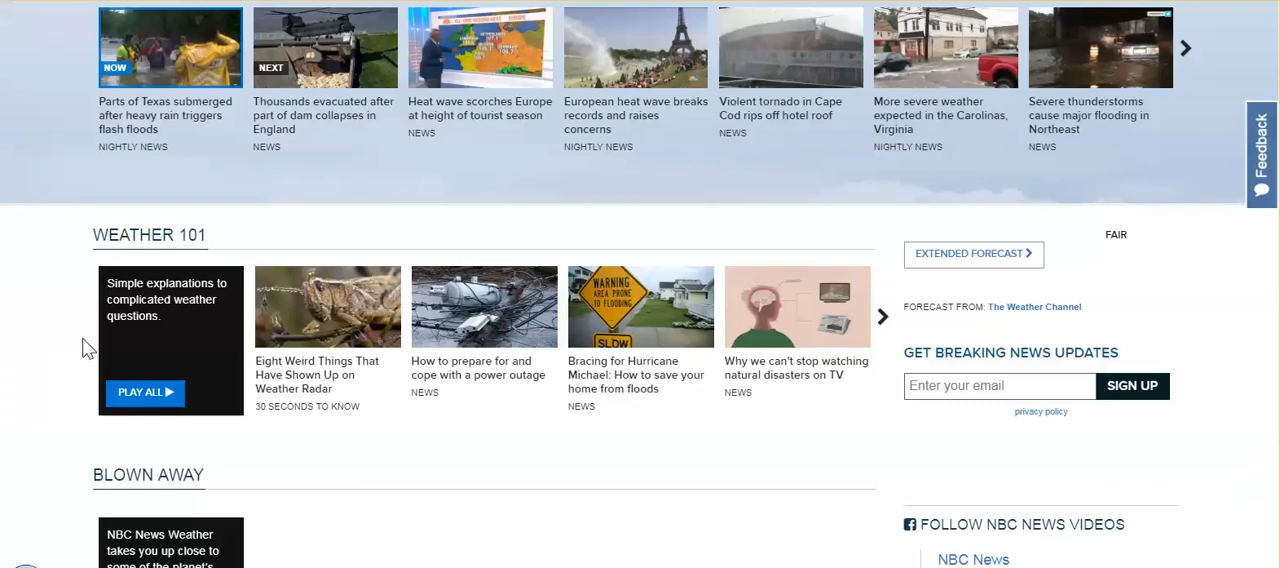 NOW
NEXT
Parts of Texas submerged
after heavy rain triggers
flash floods
NIGHTLY NEWS
Thousands evacuated after
part of dam collapses in
England
NEWS
Heat wave scorches Europe
at height of tourist season
NEWS
European heat wave breaks
records and raises
concerns
NIGHTLY NEWS
Violent tornado in Cape
Cod rips off hotel roof
NEWS
More severe weather
expected in the Carolinas,
Virginia
NIGHTLY NEWS
Severe thunderstorms
cause major flooding in
Northeast
NEWS
Feedback
WEATHER 101
Simple explanations to
complicated weather
questions.
PLAY ALL
Eight Weird Things That
Have Shown Up on
Weather Radar
30 SECONDS TO KNOW
How to prepare for and
cope with a power outage
NEWS
WARNING
AREA PRONE
TO FLOODING
SLOW
Bracing for Hurricane
Michael: How to save your
home from floods
NEWS
Why we can't stop watching
natural disasters on TV
NEWS
FAIR
EXTENDED FORECAST
FORECAST FROM: The Weather Channel
GET BREAKING NEWS UPDATES
Enter your email
SIGN UP
privacy policy
BLOWN AWAY
NBC News Weather
takes you up close to
some of the planet's
FOLLOW NBC NEWS VIDEOS
NBC News